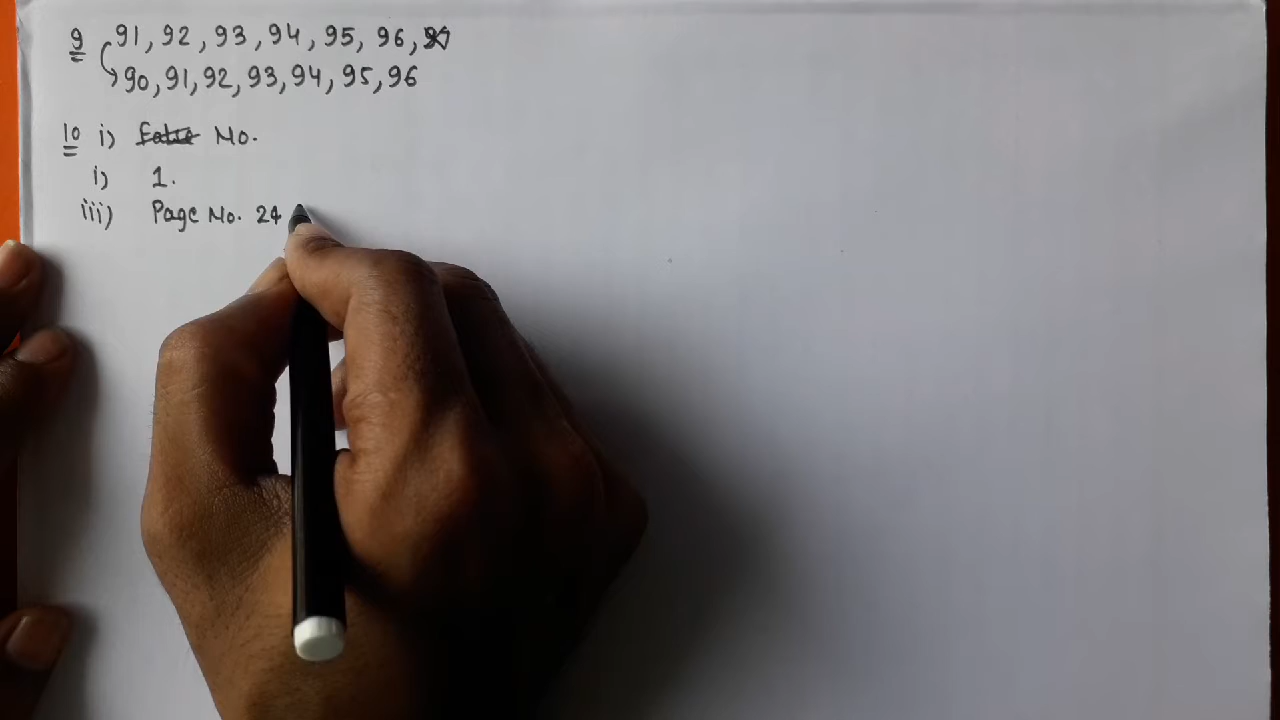 9 91, 92, 93, 94, 95, 96,
90, 91, 92, 93, 94, 95, 96
10 i) False No.
i) 1.
iii) Page No. 24